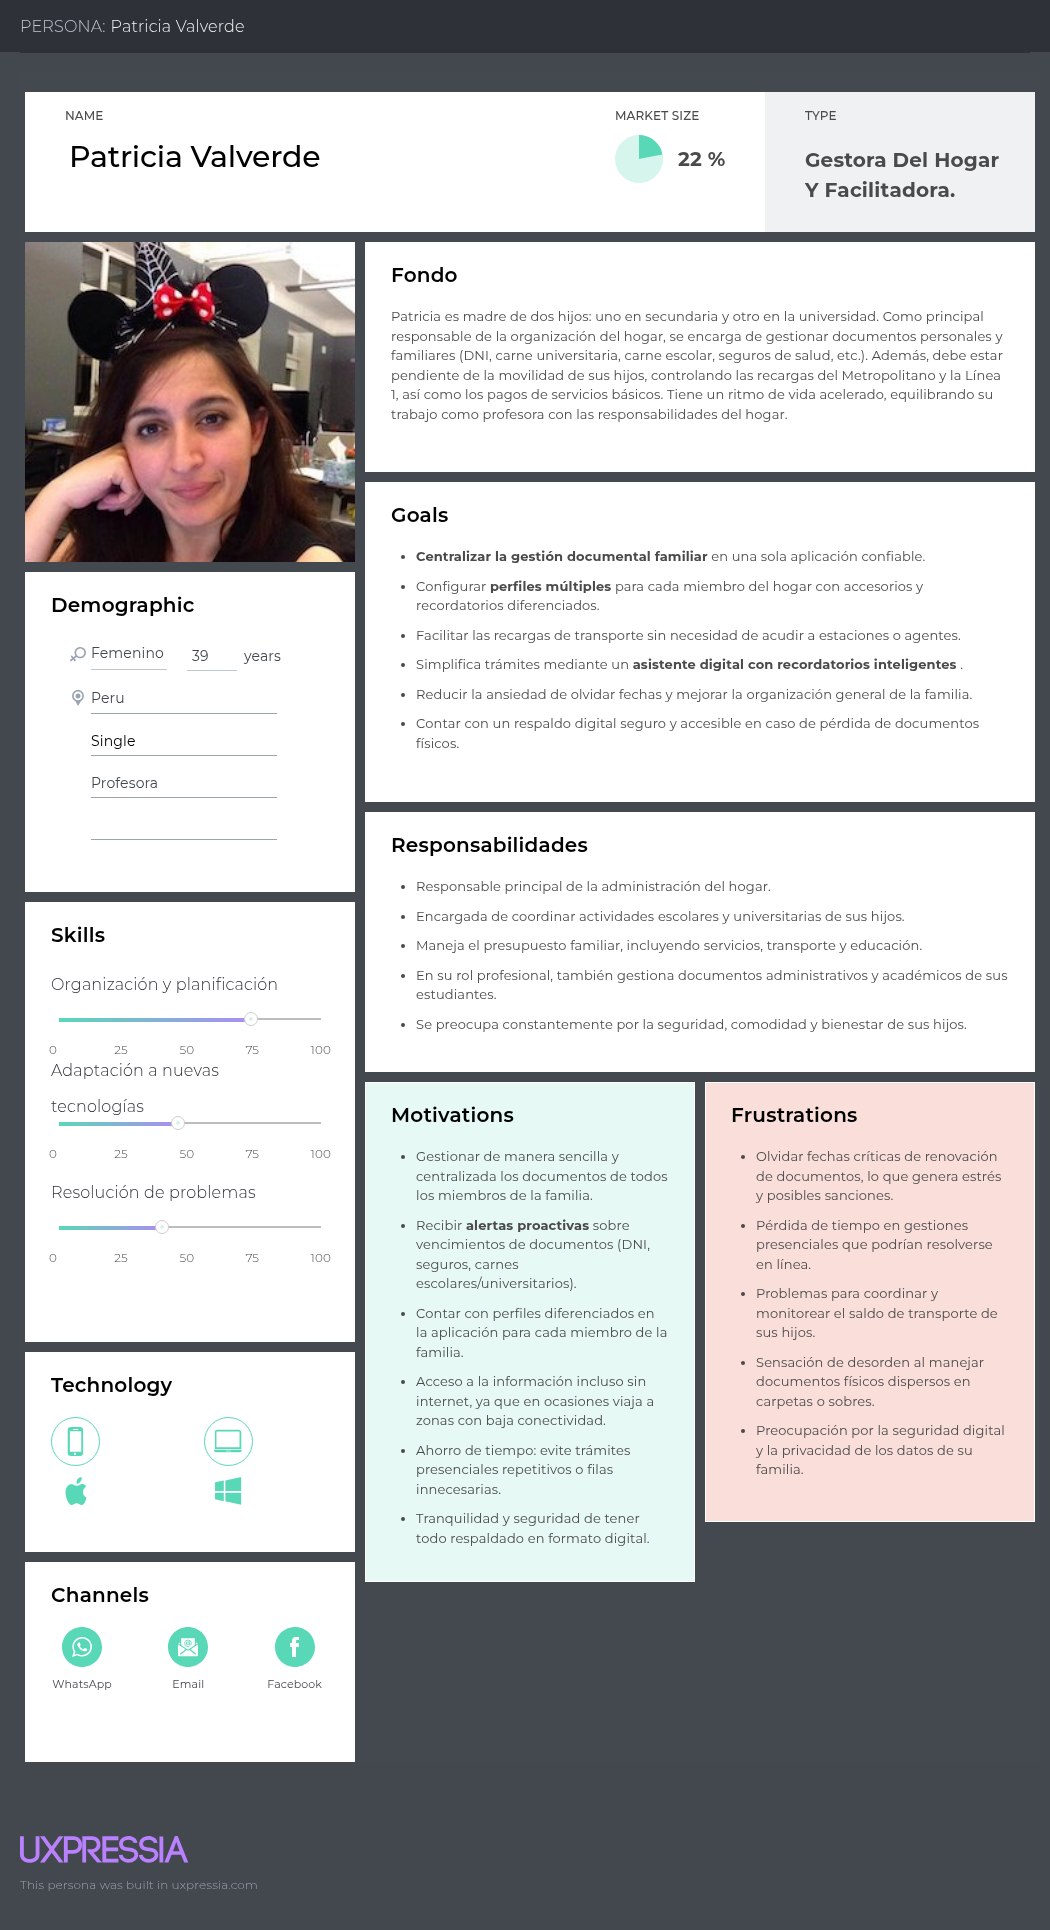 PERSONA: Patricia Valverde
NAME
Patricia Valverde
MARKET SIZE
22 %
TYPE
Gestora Del Hogar
Y Facilitadora.
Fondo
Patricia es madre de dos hijos: uno en secundaria y otro en la universidad. Como principal
responsable de la organización del hogar, se encarga de gestionar documentos personales y
familiares (DNI, carne universitaria, carne escolar, seguros de salud, etc.). Además, debe estar
pendiente de la movilidad de sus hijos, controlando las recargas del Metropolitano y la Línea
1, así como los pagos de servicios básicos. Tiene un ritmo de vida acelerado, equilibrando su
trabajo como profesora con las responsabilidades del hogar.
Goals
• Centralizar la gestión documental familiar en una sola aplicación confiable.
• Configurar perfiles múltiples para cada miembro del hogar con accesorios y
recordatorios diferenciados.
• Facilitar las recargas de transporte sin necesidad de acudir a estaciones o agentes.
• Simplifica trámites mediante un asistente digital con recordatorios inteligentes .
• Reducir la ansiedad de olvidar fechas y mejorar la organización general de la familia.
• Contar con un respaldo digital seguro y accesible en caso de pérdida de documentos
físicos.
Demographic
Femenino 39 years
Peru
Single
Profesora
Responsabilidades
• Responsable principal de la administración del hogar.
• Encargada de coordinar actividades escolares y universitarias de sus hijos.
• Maneja el presupuesto familiar, incluyendo servicios, transporte y educación.
• En su rol profesional, también gestiona documentos administrativos y académicos de sus
estudiantes.
• Se preocupa constantemente por la seguridad, comodidad y bienestar de sus hijos.
Skills
Organización y planificación
0 25 50 75 100
Adaptación a nuevas
tecnologías
0 25 50 75 100
Resolución de problemas
0 25 50 75 100
Motivations
• Gestionar de manera sencilla y
centralizada los documentos de todos
los miembros de la familia.
• Recibir alertas proactivas sobre
vencimientos de documentos (DNI,
seguros, carnes
escolares/universitarios).
• Contar con perfiles diferenciados en
la aplicación para cada miembro de la
familia.
• Acceso a la información incluso sin
internet, ya que en ocasiones viaja a
zonas con baja conectividad.
• Ahorro de tiempo: evite trámites
presenciales repetitivos o filas
innecesarias.
• Tranquilidad y seguridad de tener
todo respaldado en formato digital.
Frustrations
• Olvidar fechas críticas de renovación
de documentos, lo que genera estrés
y posibles sanciones.
• Pérdida de tiempo en gestiones
presenciales que podrían resolverse
en línea.
• Problemas para coordinar y
monitorear el saldo de transporte de
sus hijos.
• Sensación de desorden al manejar
documentos físicos dispersos en
carpetas o sobres.
• Preocupación por la seguridad digital
y la privacidad de los datos de su
familia.
Technology
Channels
WhatsApp Email Facebook
UXPRESSIA
This persona was built in uxpressia.com